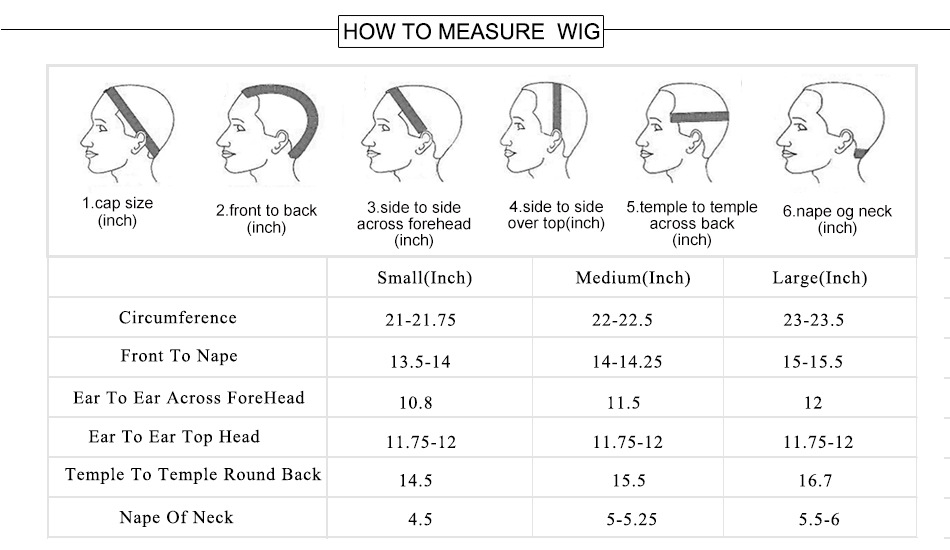 HOW TO MEASURE WIG
1.cap size
(inch)
2.front to back
(inch)
3.side to side
across forehead
(inch)
4.side to side
over top(inch)
5.temple to temple
across back
(inch)
6.nape og neck
(inch)
Small(Inch) Medium(Inch) Large(Inch)
Circumference 21-21.75 22-22.5 23-23.5
Front To Nape 13.5-14 14-14.25 15-15.5
Ear To Ear Across ForeHead 10.8 11.5 12
Ear To Ear Top Head 11.75-12 11.75-12 11.75-12
Temple To Temple Round Back 14.5 15.5 16.7
Nape Of Neck 4.5 5-5.25 5.5-6